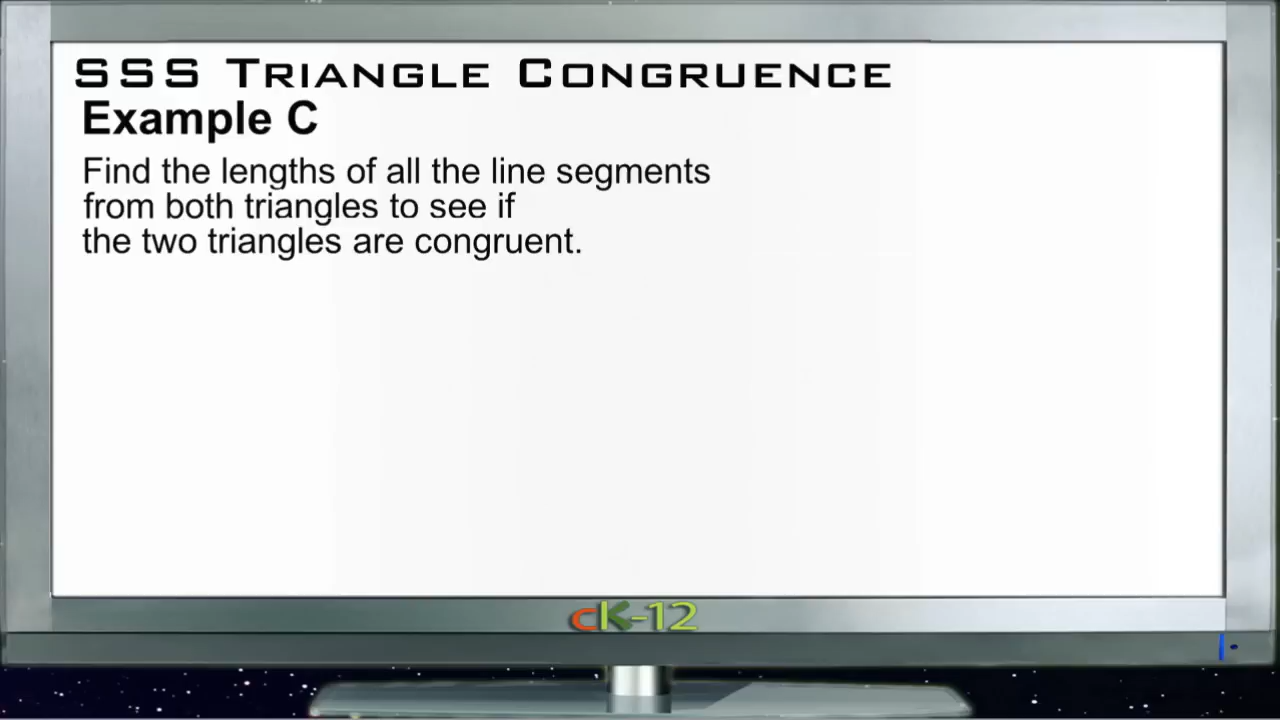 SSS Triangle Congruence
Example C
Find the lengths of all the line segments
from both triangles to see if
the two triangles are congruent.
cK-12